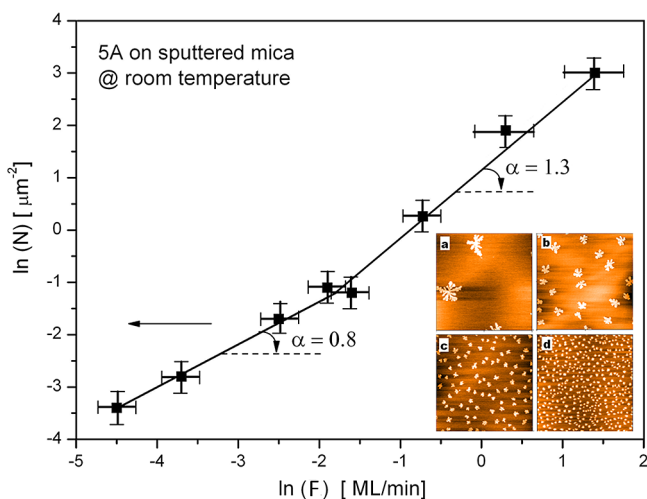 5A on sputtered mica
@ room temperature
ln (N) [ μm⁻²]
3
2
1
0
-1
-2
-3
-4
α = 1.3
α = 0.8
a
b
c
d
-5
-4
-3
-2
-1
0
1
2
ln (F) [ ML/min]